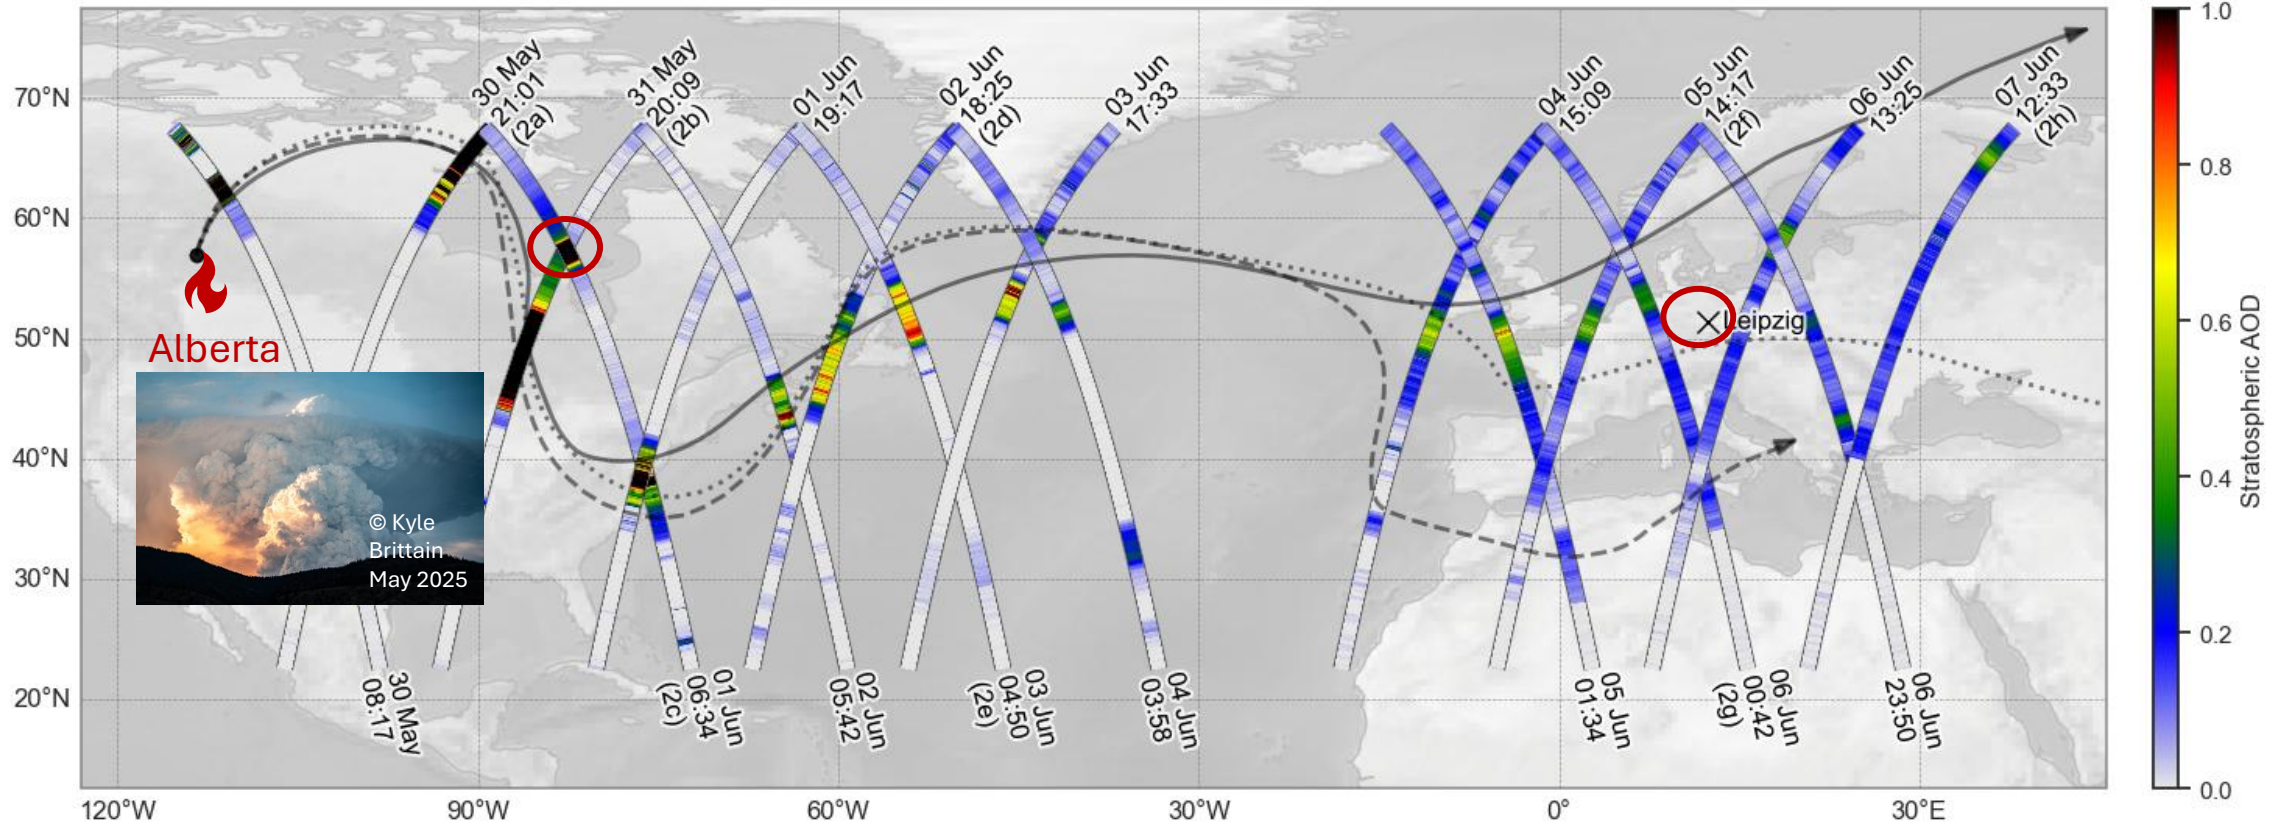 30 May
21:01
(2a)
31 May
20:09
(2b)
01 Jun
19:17
02 Jun
18:25
(2d)
03 Jun
17:33
04 Jun
15:09
05 Jun
14:17
(2f)
06 Jun
13:25
07 Jun
12:33
(2h)
70°N
60°N
50°N
40°N
30°N
20°N
Alberta
© Kyle
Brittain
May 2025
Leipzig
30 May
08:17
01 Jun
06:34
(2c)
02 Jun
05:42
03 Jun
04:50
(2e)
04 Jun
03:58
05 Jun
01:34
06 Jun
00:42
(2g)
06 Jun
23:50
120°W
90°W
60°W
30°W
0°
30°E
1.0
0.8
0.6
0.4
0.2
0.0
Stratospheric AOD